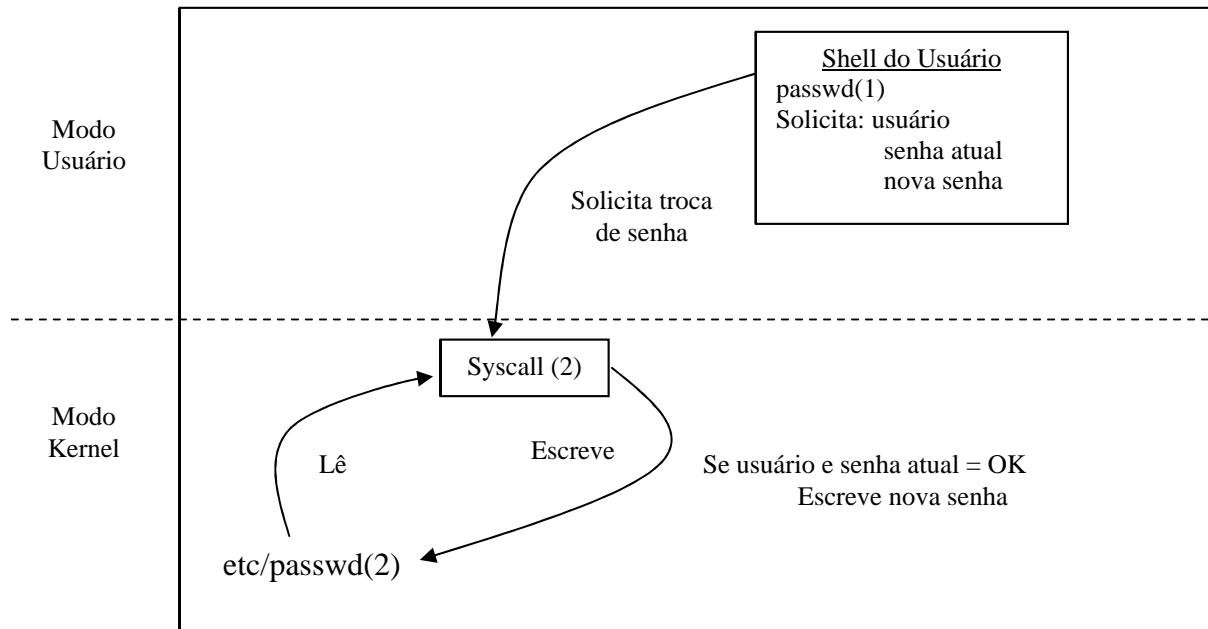 Shell do Usuário
passwd(1)
Solicita: usuário
senha atual
nova senha
Modo
Usuário
Solicita troca
de senha
Syscall (2)
Modo
Kernel
Lê
Escreve
Se usuário e senha atual = OK
Escreve nova senha
etc/passwd(2)